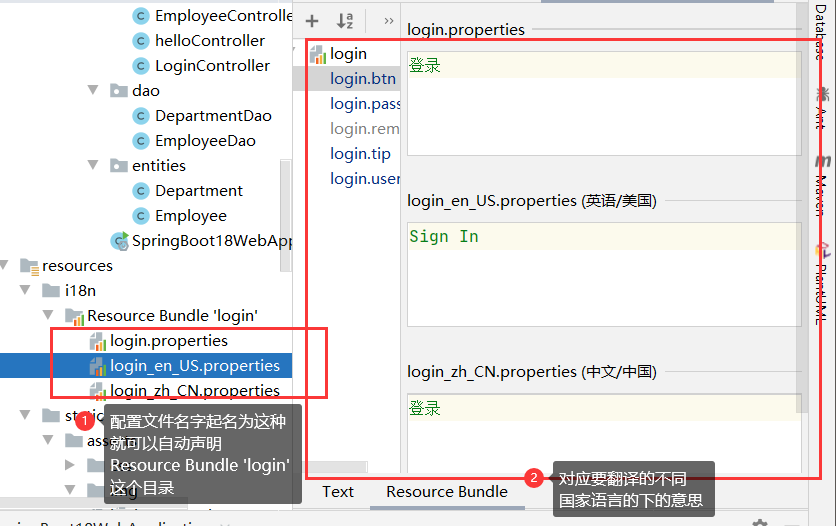 EmployeeControlle
helloController
LoginController
dao
DepartmentDao
EmployeeDao
entities
Department
Employee
SpringBoot18WebApp
resources
i18n
Resource Bundle 'login'
login.properties
login_en_US.properties
login_zh_CN.properties
static
1
配置文件名字起名为这种
就可以自动声明
Resource Bundle 'login'
这个目录
login
login.btn
login.pass
login.rem
login.tip
login.user
login.properties
登录
login_en_US.properties (英语/美国)
Sign In
login_zh_CN.properties (中文/中国)
登录
2
对应要翻译的不同
国家语言的下的意思
Text
Resource Bundle
Database
Ant
Maven
PlantUML